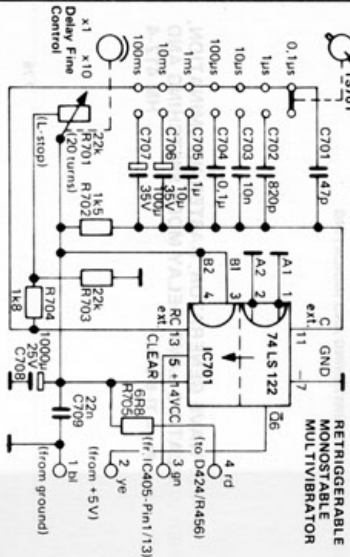 RETRIGGERABLE
MONOSTABLE
MULTIVIBRATOR
Delay Fine
Control
x1 x10
(L-stop)
22k
R701
(20 turns)
100ms
10ms
1ms
100µs
10µs
1µs
0.1µs
C707
35V
C706
100µ
35V
C705
10µ
1µ
C704
0.1µ
C703
10n
C702
820p
C701
47p
1k5
R702
22k
R703
R704
1k8
B2 4
B1 3
A2 2
A1 1
C ext.
11
GND
7
RC ext.
13
CLEAR
5
+14VCC
IC701
74 LS 122
Q6
1000µ
25V
C708
22n
C709
6R8
R705
1 bl
(from ground)
2 ye
(from +5V)
3 gn
(fr. IC405-Pin1/13)
4 rd
(to D424/R456)